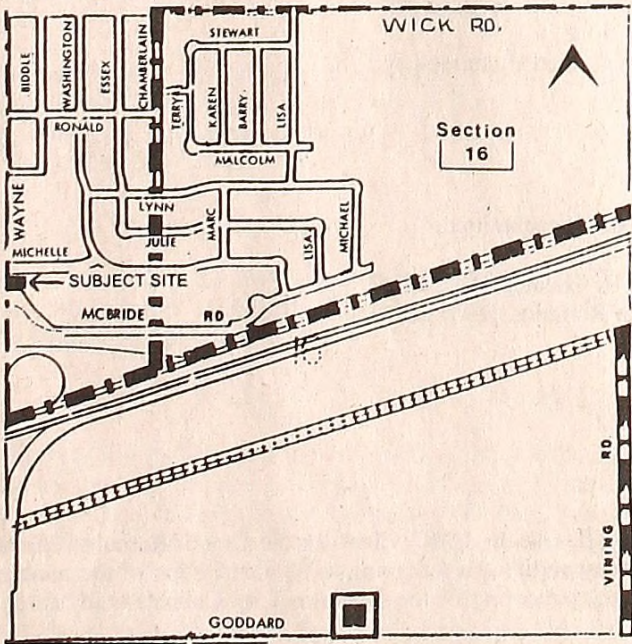 WICK RD.
STEWART
BIDDLE
WASHINGTON
ESSEX
CHAMBERLAIN
TERRY
KAREN
BARRY
LISA
RONALD
MALCOLM
Section
16
WAYNE
LYNN
MARC
JULIE
LISA
MICHAEL
MICHELLE
SUBJECT SITE
MCBRIDE RD
VINING RD.
GODDARD